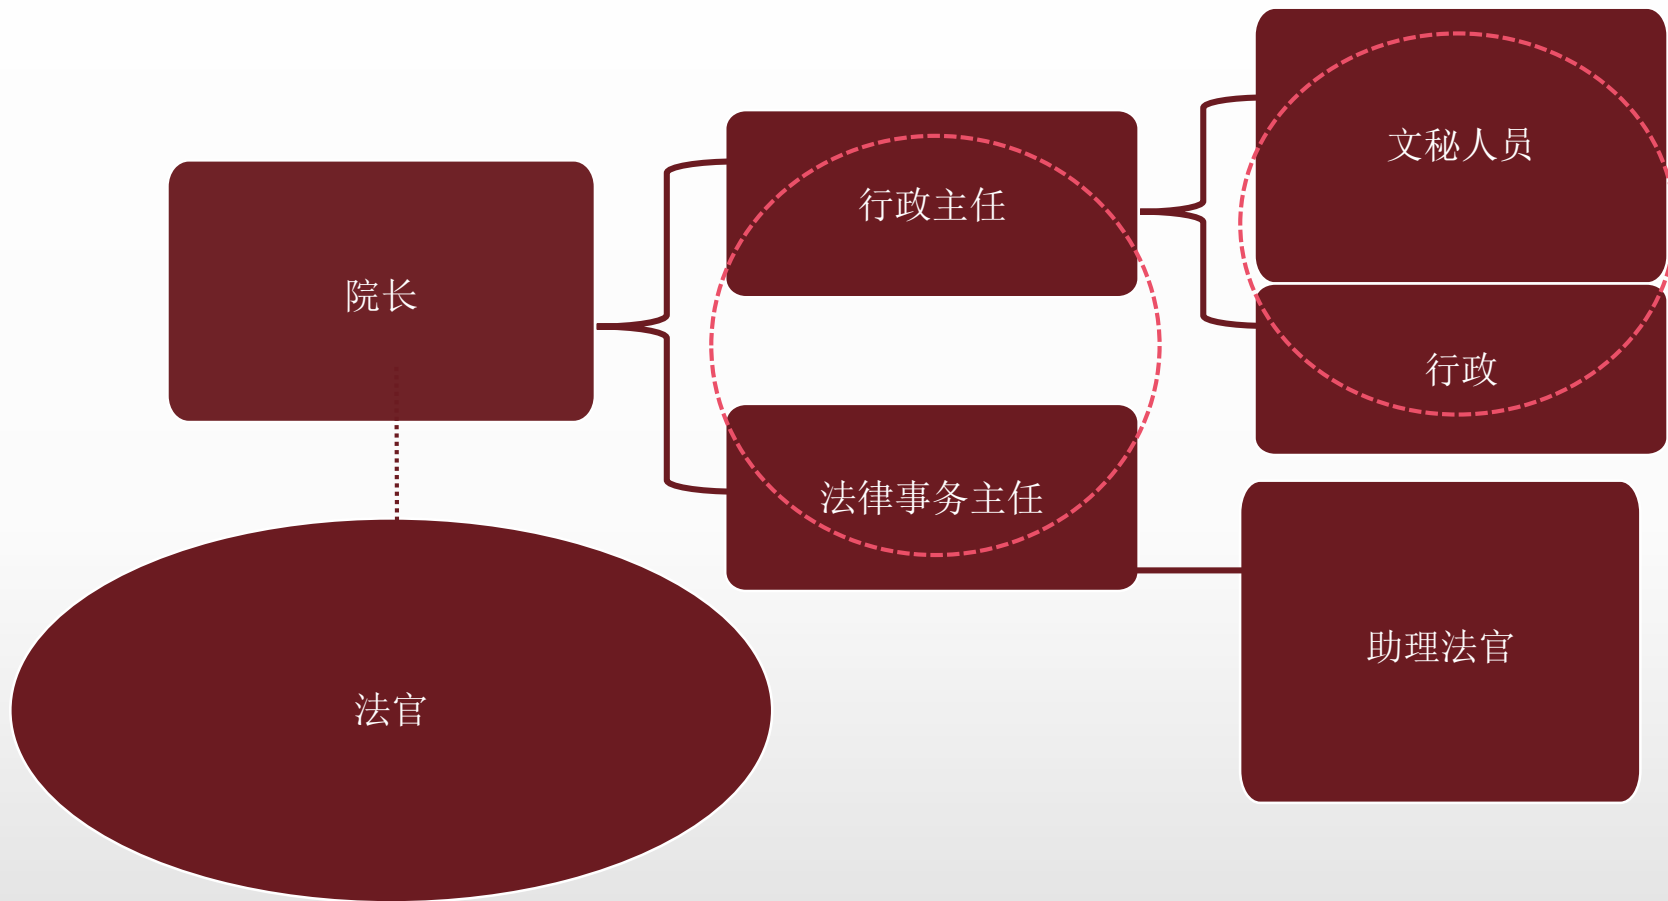 院长
行政主任
文秘人员
行政
法律事务主任
助理法官
法官